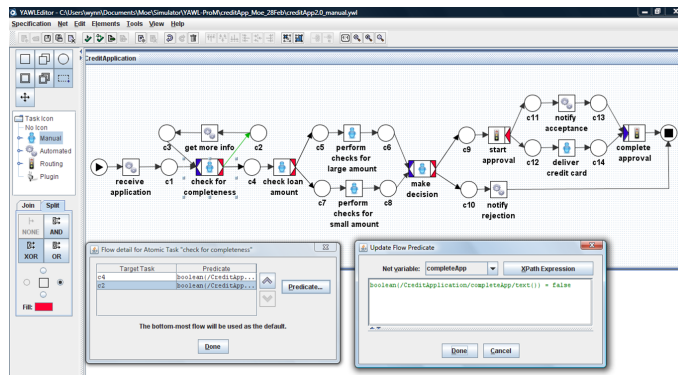 YAWLEditor - C:\Users\wynn\Documents\Moe\Simulator\YAWL-ProM\creditApp_Moe_28Feb\creditApp2.0_manual.ywl
Specification Net Edit Elements Tools View Help
CreditApplication
Task Icon
No Icon
Manual
Automated
Routing
Plugin
Join Split
NONE AND
XOR OR
Fill:
c3 get more info c2
receive application
c1
check for completeness
c4
check loan amount
c5
perform checks for large amount
c6
c7
perform checks for small amount
c8
make decision
c9
start approval
c10
notify rejection
c11
notify acceptance
c13
c12
deliver credit card
c14
complete approval
Flow detail for Atomic Task "check for completeness"
Target Task Predicate
c4 boolean(/CreditApp...
c2 boolean(/CreditApp...
Predicate...
The bottom-most flow will be used as the default.
Done
Update Flow Predicate
Net variable: completeApp XPath Expression
boolean(/CreditApplication/completeApp/text()) = false
Done Cancel